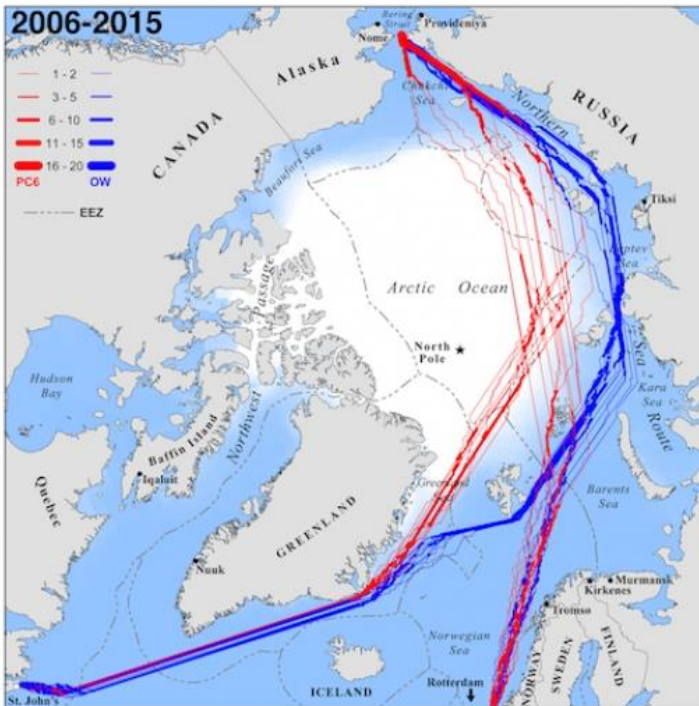 2006-2015
Bering
Strait
Provideniya
Nome
1 - 2
3 - 5
6 - 10
11 - 15
16 - 20
PC6
OW
EEZ
Alaska
CANADA
Chukchi
Sea
Northern
RUSSIA
Beaufort Sea
Tiksi
Laptev
Sea
Passage
Arctic Ocean
North
Pole
Sea
Kara
Sea
Route
Hudson
Bay
Northwest
Baffin Island
Iqaluit
Quebec
Greenland
Sea
Barents
Sea
GREENLAND
Nuuk
Murmansk
Kirkenes
Tromsø
Norwegian
Sea
NORWAY
SWEDEN
FINLAND
Rotterdam
ICELAND
St. John's